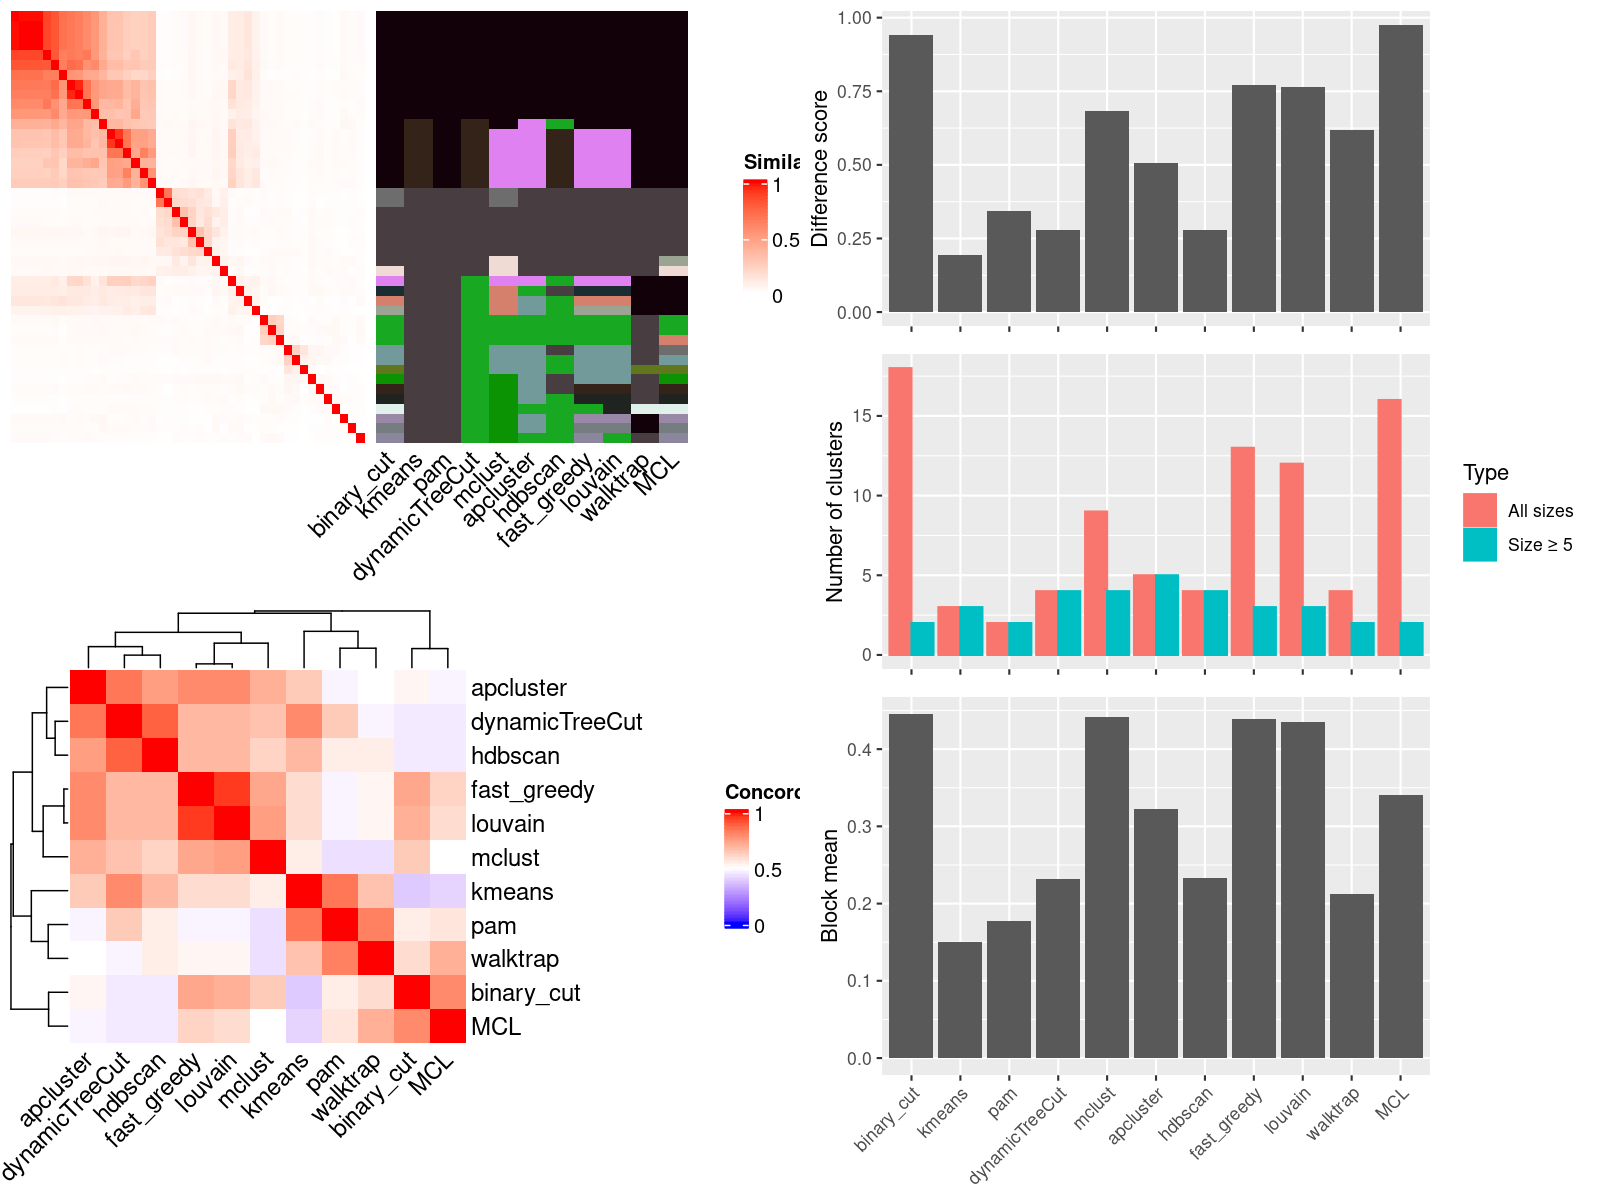 Simila
1
0.5
0
binary_cut
kmeans
pam
dynamicTreeCut
mclust
apcluster
hdbscan
fast_greedy
louvain
walktrap
MCL
apcluster
dynamicTreeCut
hdbscan
fast_greedy
louvain
mclust
kmeans
pam
walktrap
binary_cut
MCL
apcluster
dynamicTreeCut
hdbscan
fast_greedy
louvain
mclust
kmeans
pam
walktrap
binary_cut
MCL
Concord
1
0.5
0
Difference score
1.00
0.75
0.50
0.25
0.00
Number of clusters
15
10
5
0
Type
All sizes
Size ≥ 5
Block mean
0.4
0.3
0.2
0.1
0.0
binary_cut
kmeans
pam
dynamicTreeCut
mclust
apcluster
hdbscan
fast_greedy
louvain
walktrap
MCL